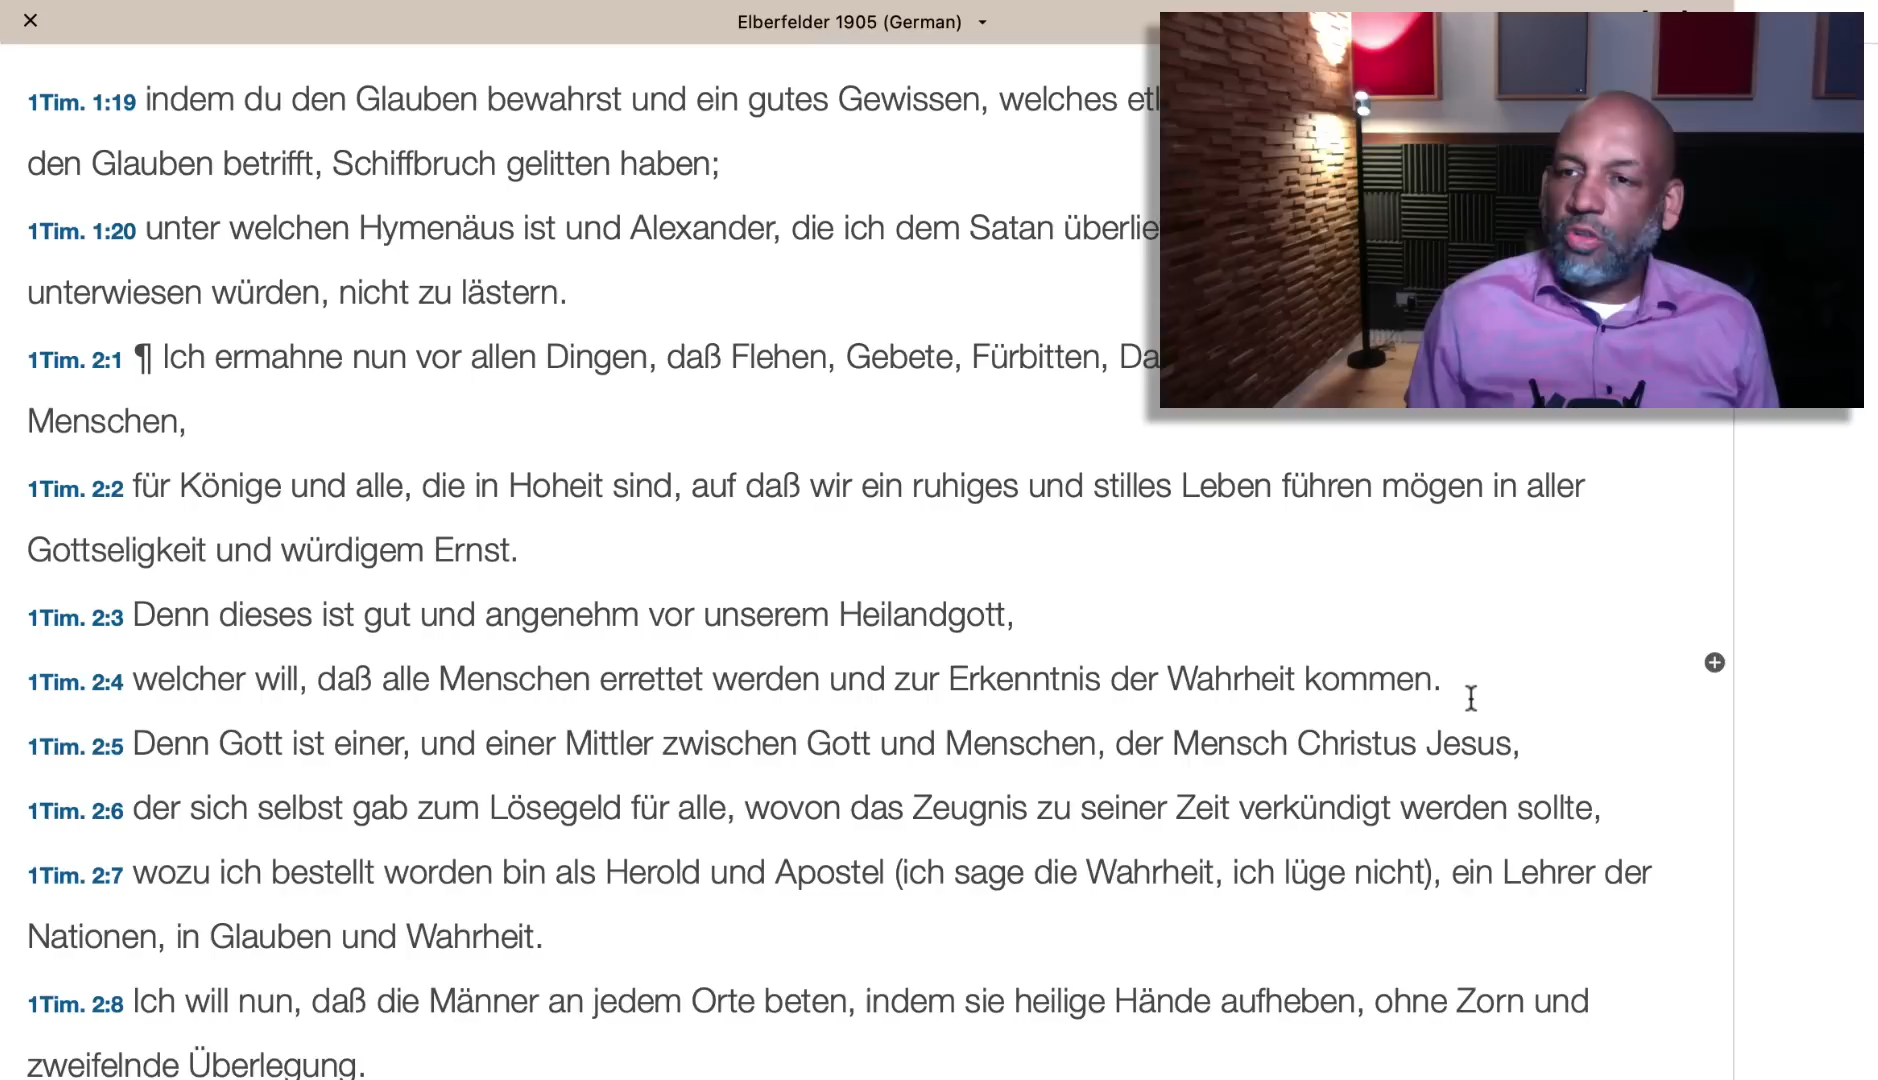 Elberfelder 1905 (German)
1Tim. 1:19 indem du den Glauben bewahrst und ein gutes Gewissen, welches
den Glauben betrifft, Schiffbruch gelitten haben;
1Tim. 1:20 unter welchen Hymenäus ist und Alexander, die ich dem Satan
unterwiesen würden, nicht zu lästern.
1Tim. 2:1 ¶ Ich ermahne nun vor allen Dingen, daß Flehen, Gebete, Fürbitten,
Menschen,
1Tim. 2:2 für Könige und alle, die in Hoheit sind, auf daß wir ein ruhiges und stilles Leben führen mögen in aller
Gottseligkeit und würdigem Ernst.
1Tim. 2:3 Denn dieses ist gut und angenehm vor unserem Heilandgott,
1Tim. 2:4 welcher will, daß alle Menschen errettet werden und zur Erkenntnis der Wahrheit kommen.
1Tim. 2:5 Denn Gott ist einer, und einer Mittler zwischen Gott und Menschen, der Mensch Christus Jesus,
1Tim. 2:6 der sich selbst gab zum Lösegeld für alle, wovon das Zeugnis zu seiner Zeit verkündigt werden sollte,
1Tim. 2:7 wozu ich bestellt worden bin als Herold und Apostel (ich sage die Wahrheit, ich lüge nicht), ein Lehrer der
Nationen, in Glauben und Wahrheit.
1Tim. 2:8 Ich will nun, daß die Männer an jedem Orte beten, indem sie heilige Hände aufheben, ohne Zorn und
zweifelnde Überlegung.